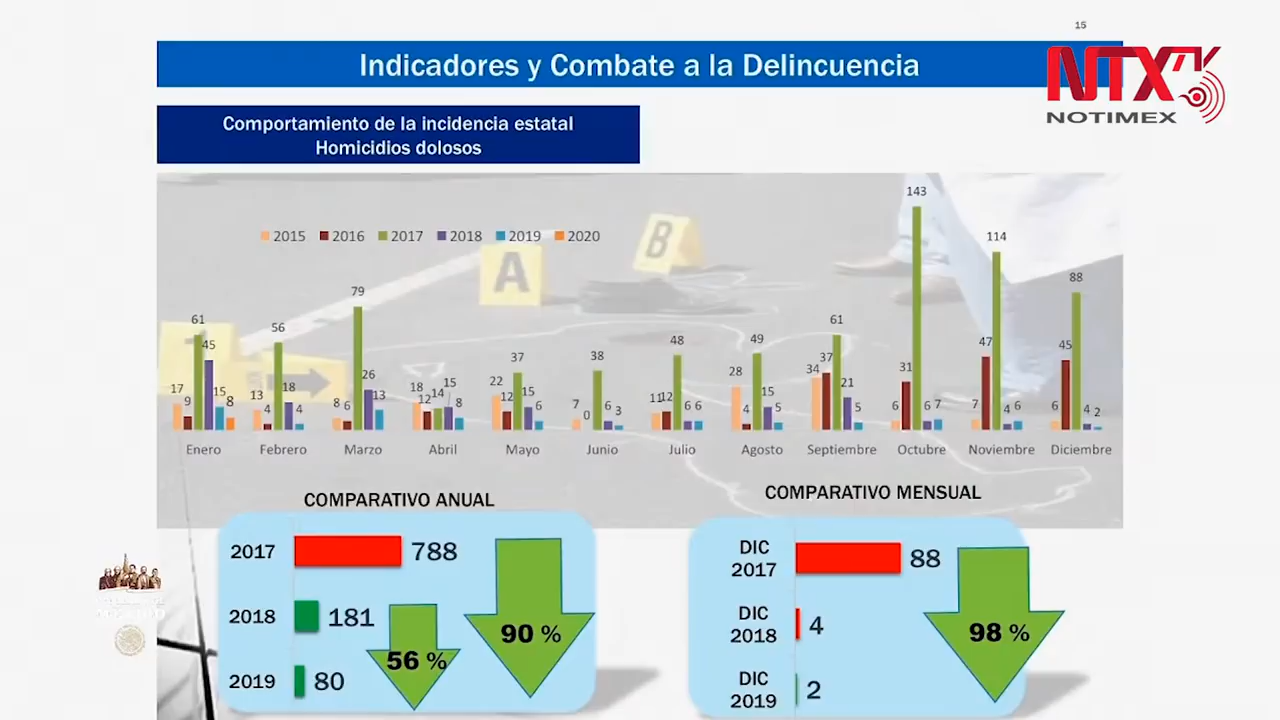 15
Indicadores y Combate a la Delincuencia
NTX TV
NOTIMEX
Comportamiento de la incidencia estatal
Homicidios dolosos
2015 2016 2017 2018 2019 2020
A
B
17 9 61 45 15 8
13 4 56 18 4
8 6 79 26 13
18 12 14 15 8
22 12 37 15 6
7 0 38 6 3
11 12 48 6 6
28 4 49 15 5
34 37 61 21 5
6 31 143 6 7
7 47 114 4 6
6 45 88 4 2
Enero Febrero Marzo Abril Mayo Junio Julio Agosto Septiembre Octubre Noviembre Diciembre
COMPARATIVO ANUAL
2017 788
2018 181
2019 80
56 %
90 %
COMPARATIVO MENSUAL
DIC
2017 88
DIC
2018 4
DIC
2019 2
98 %